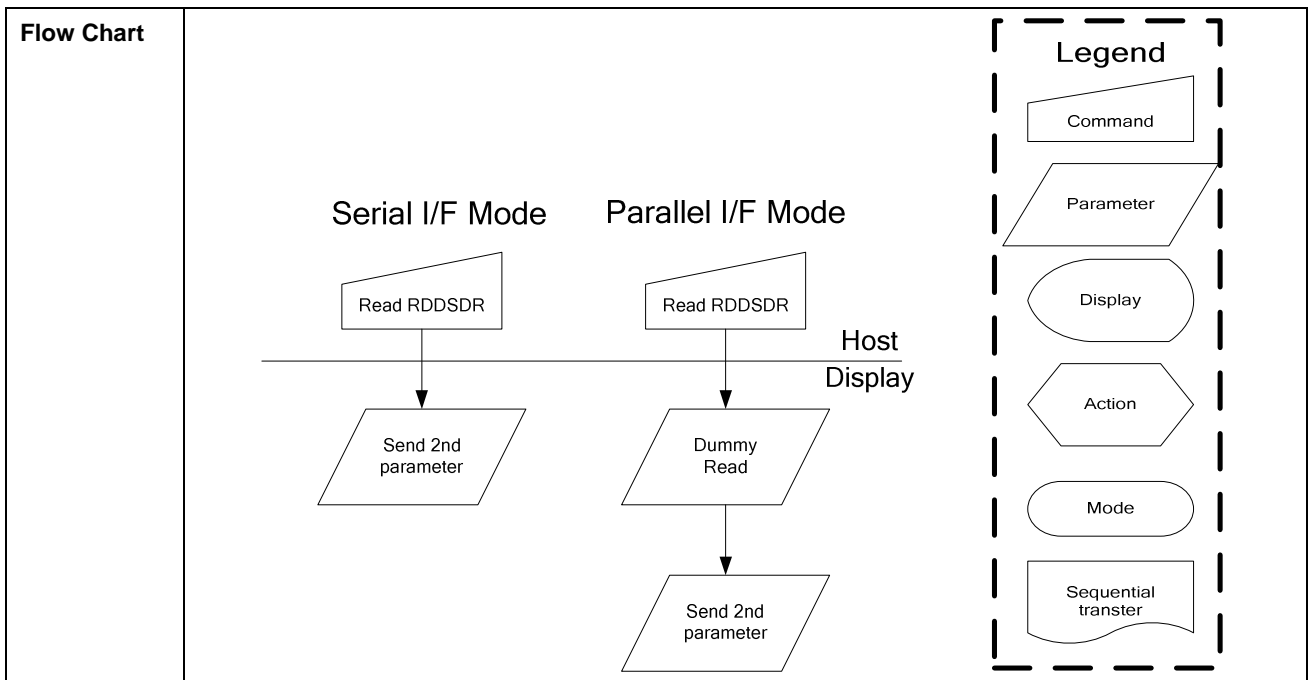 Flow Chart
Serial I/F Mode
Parallel I/F Mode
Read RDDSDR
Read RDDSDR
Host
Display
Send 2nd
parameter
Dummy
Read
Send 2nd
parameter
Legend
Command
Parameter
Display
Action
Mode
Sequential
transter